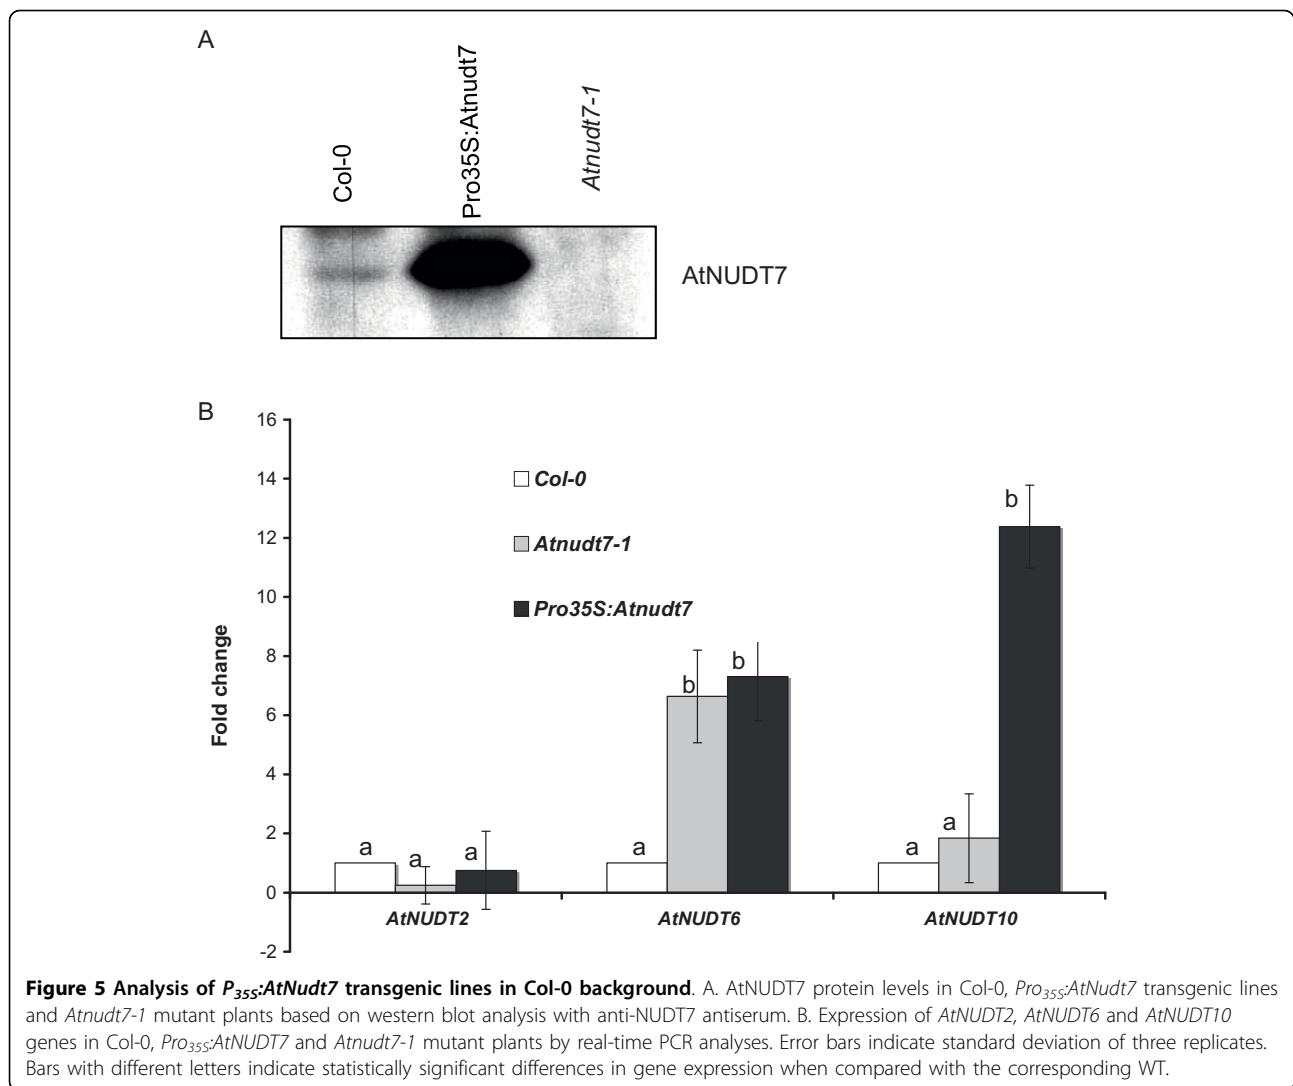 A
Col-0
Pro35S:Atnudt7
Atnudt7-1
AtNUDT7
B
16
14
12
10
8
6
4
2
0
-2
Fold change
Col-0
Atnudt7-1
Pro35S:Atnudt7
a
a
a
a
b
b
a
a
b
AtNUDT2
AtNUDT6
AtNUDT10
Figure 5 Analysis of P35S:AtNudt7 transgenic lines in Col-0 background. A. AtNUDT7 protein levels in Col-0, Pro35S:AtNudt7 transgenic lines
and Atnudt7-1 mutant plants based on western blot analysis with anti-NUDT7 antiserum. B. Expression of AtNUDT2, AtNUDT6 and AtNUDT10
genes in Col-0, Pro35S:AtNUDT7 and Atnudt7-1 mutant plants by real-time PCR analyses. Error bars indicate standard deviation of three replicates.
Bars with different letters indicate statistically significant differences in gene expression when compared with the corresponding WT.